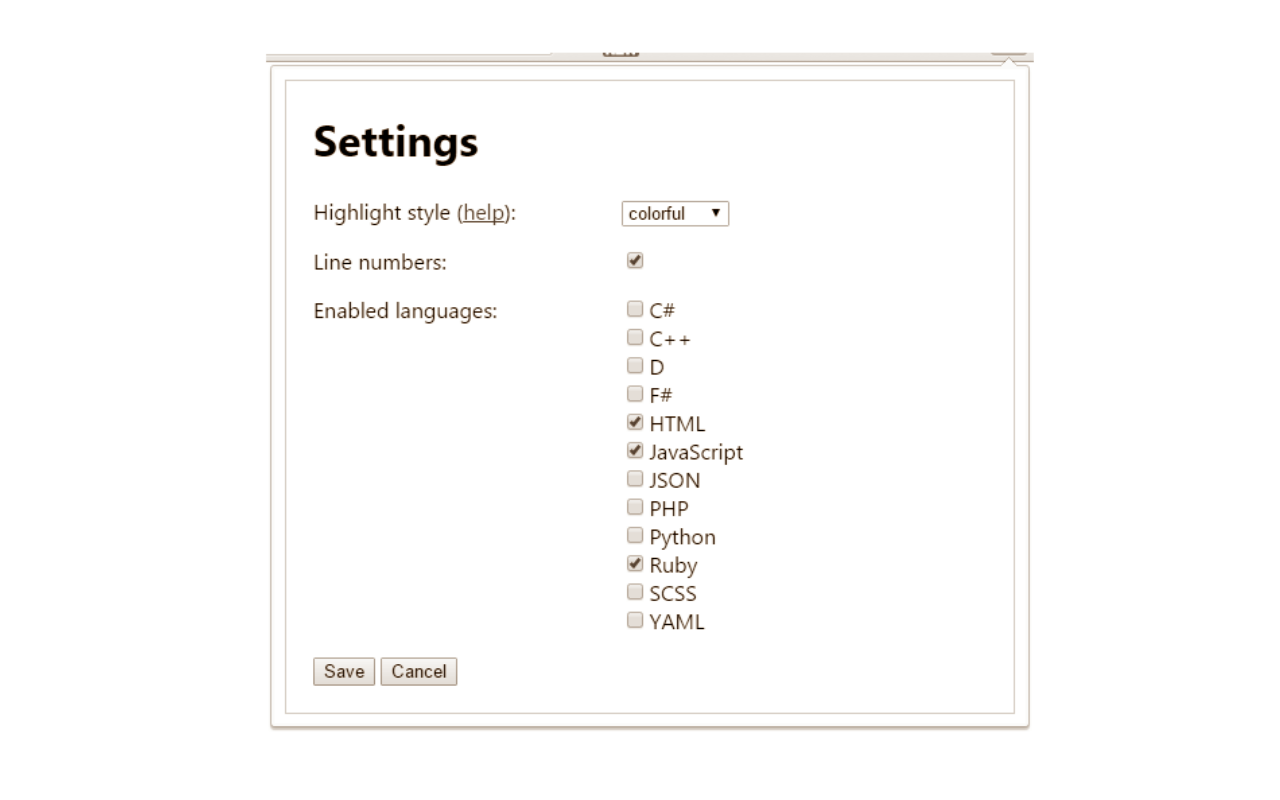 Settings
Highlight style (help): colorful
Line numbers:
Enabled languages: C#
C++
D
F#
HTML
JavaScript
JSON
PHP
Python
Ruby
SCSS
YAML
Save Cancel